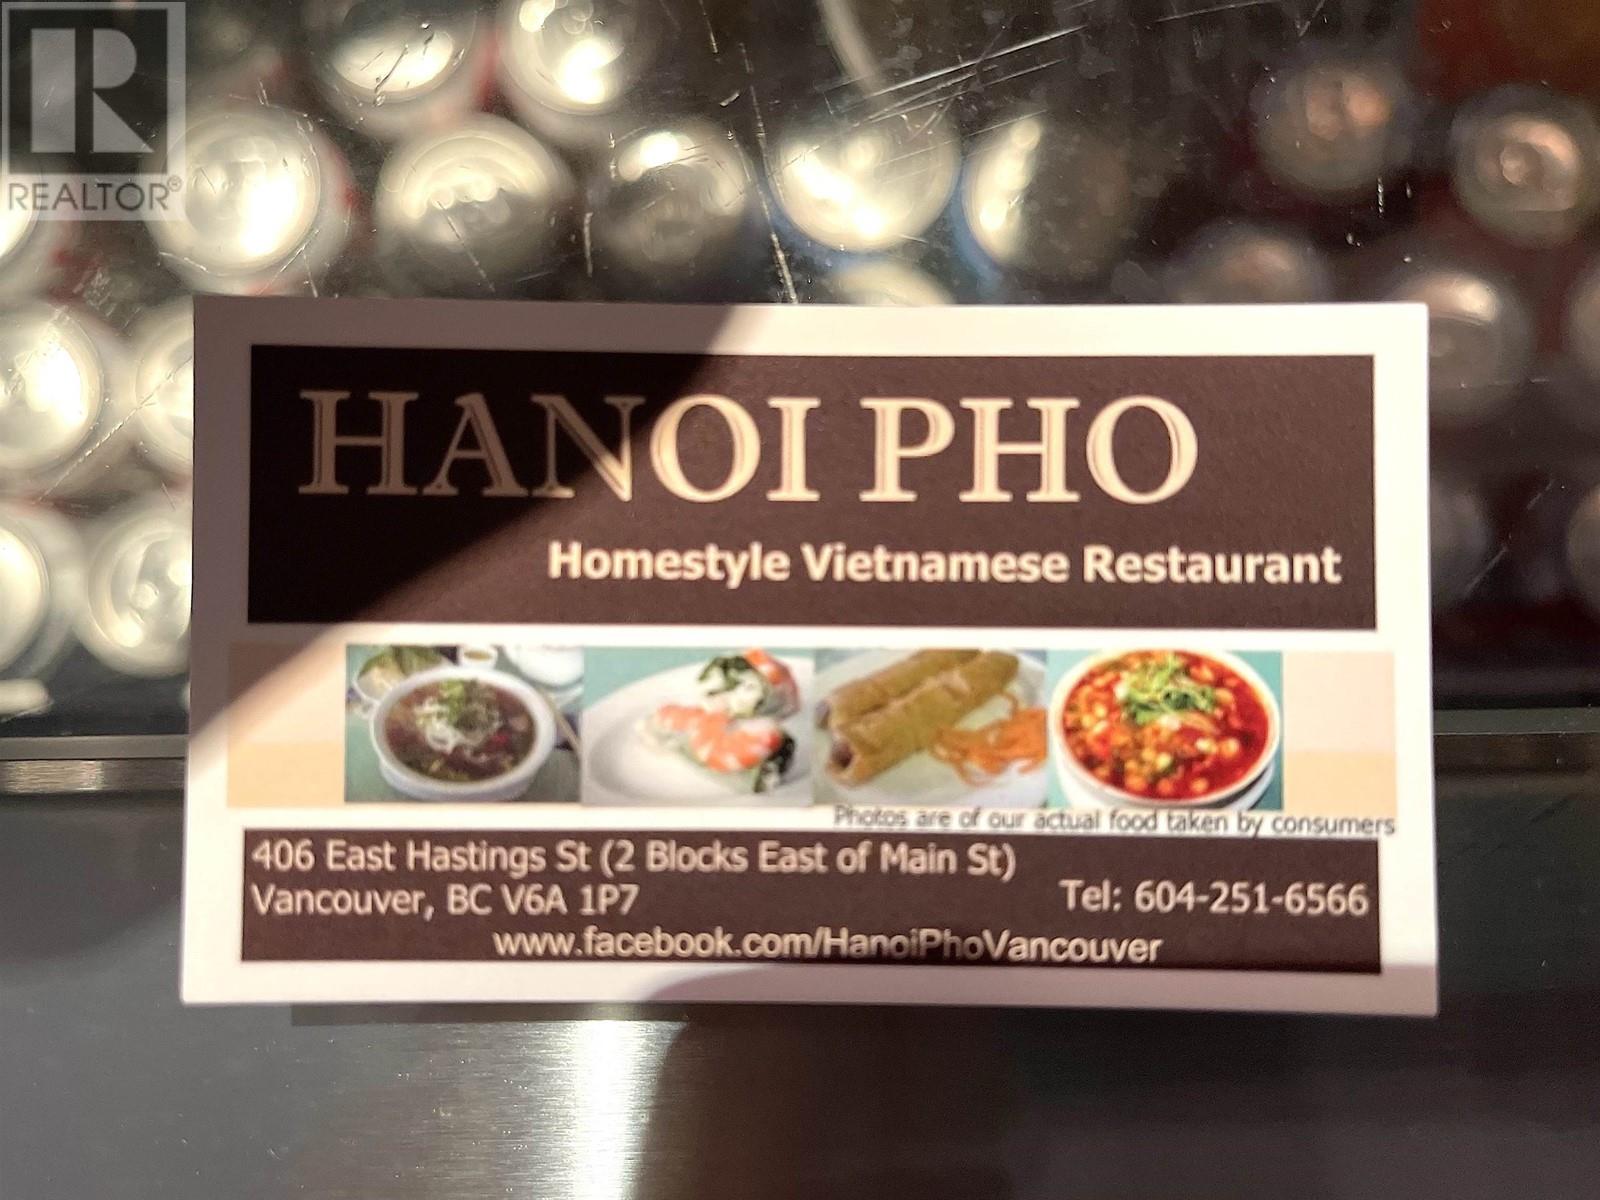 REALTOR®
HANOI PHO
Homestyle Vietnamese Restaurant
Photos are of our actual food taken by consumers
406 East Hastings St (2 Blocks East of Main St)
Vancouver, BC V6A 1P7
Tel: 604-251-6566
www.facebook.com/HanoiPhoVancouver